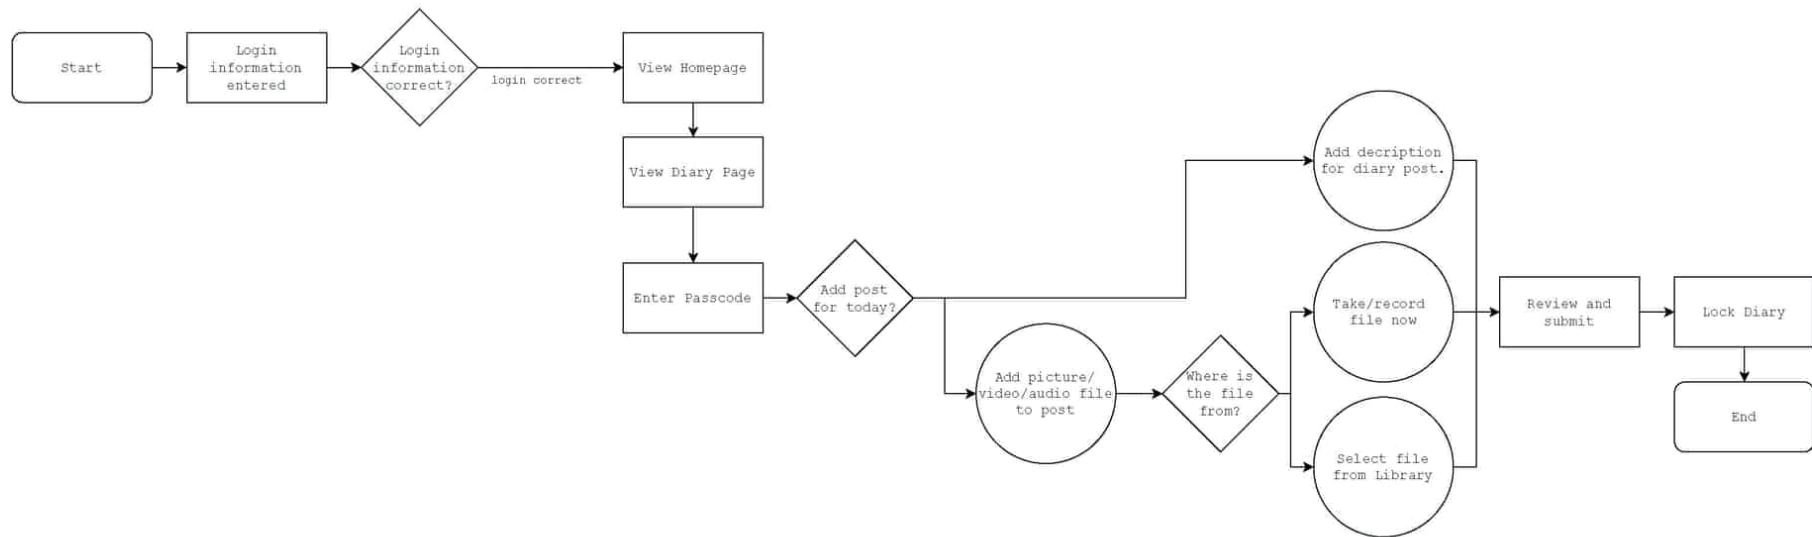 Start
Login
information
entered
Login
information
correct?
login correct
View Homepage
View Diary Page
Enter Passcode
Add post
for today?
Add decription
for diary post.
Add picture/
video/audio file
to post
Where is
the file
from?
Take/record
file now
Select file
from Library
Review and
submit
Lock Diary
End